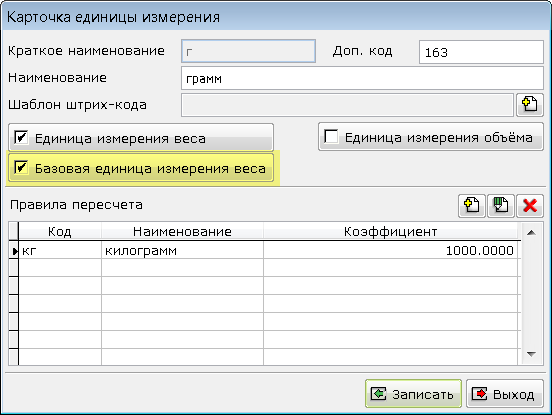 Карточка единицы измерения
Краткое наименование г Доп. код 163
Наименование грамм
Шаблон штрих-кода
Единица измерения веса Единица измерения объёма
Базовая единица измерения веса
Правила пересчета
Код Наименование Коэффициент
кг килограмм 1000.0000
Записать Выход